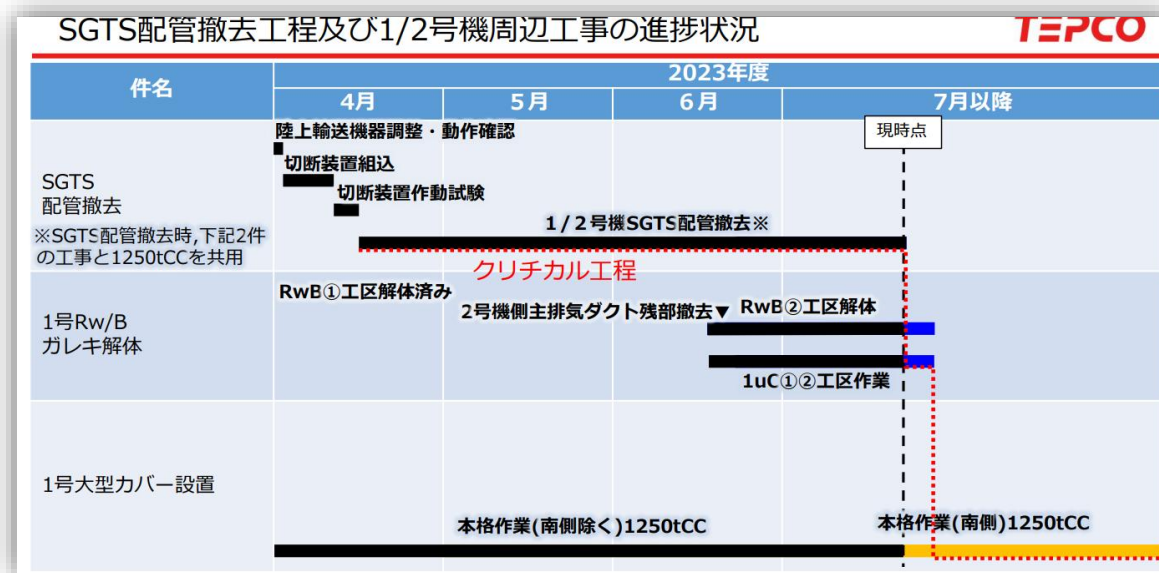 SGTS配管撤去工程及び1/2号機周辺工事の進捗状況
TEPCO
件名
2023年度
4月
5月
6月
7月以降
現時点
陸上輸送機器調整・動作確認
切断装置組込
切断装置作動試験
SGTS
配管撤去
※SGTS配管撤去時,下記2件
の工事と1250tCCを共用
1/2号機SGTS配管撤去※
クリチカル工程
RwB①工区解体済み
2号機側主排気ダクト残部撤去▼
RwB②工区解体
1号Rw/B
ガレキ解体
1uC①②工区作業
1号大型カバー設置
本格作業(南側除く)1250tCC
本格作業(南側)1250tCC